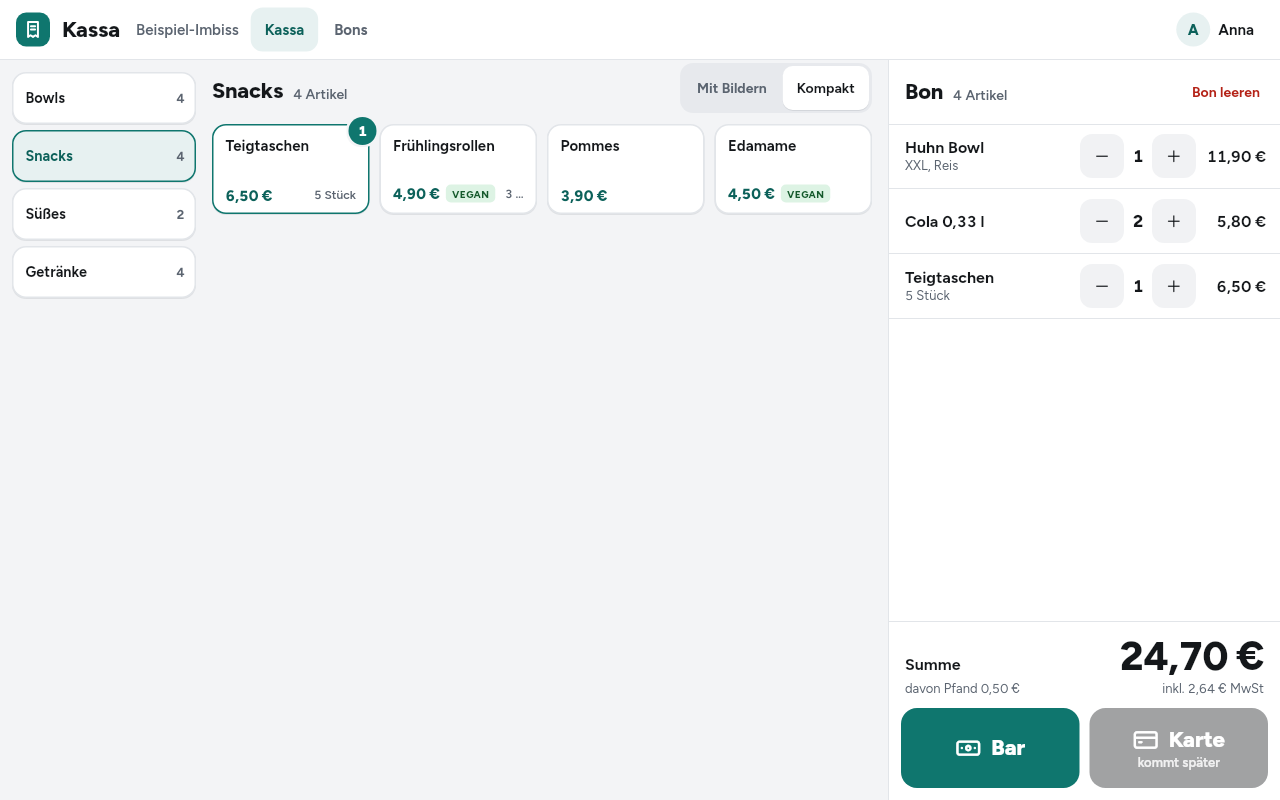 Kassa
Beispiel-Imbiss
Kassa
Bons
A
Anna
Bowls 4
Snacks 4
Süßes 2
Getränke 4
Snacks 4 Artikel
Mit Bildern
Kompakt
1
Teigtaschen
6,50 € 5 Stück
Frühlingsrollen
4,90 € VEGAN 3 ...
Pommes
3,90 €
Edamame
4,50 € VEGAN
Bon 4 Artikel
Bon leeren
Huhn Bowl
XXL, Reis
− 1 + 11,90 €
Cola 0,33 l
− 2 + 5,80 €
Teigtaschen
5 Stück
− 1 + 6,50 €
Summe 24,70 €
davon Pfand 0,50 € inkl. 2,64 € MwSt
Bar
Karte
kommt später